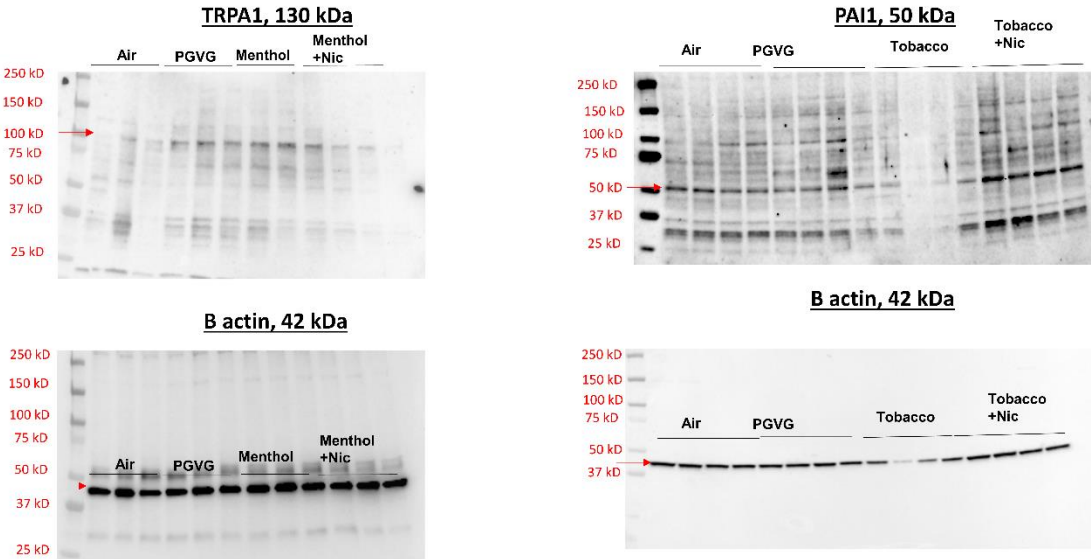 TRPA1, 130 kDa
Air
PGVG
Menthol
Menthol
+Nic
250 kD
150 kD
100 kD
75 kD
50 kD
37 kD
25 kD
PAI1, 50 kDa
Air
PGVG
Tobacco
Tobacco
+Nic
250 kD
150 kD
100 kD
75 kD
50 kD
37 kD
25 kD
B actin, 42 kDa
250 kD
150 kD
100 kD
75 kD
50 kD
37 kD
25 kD
Air
PGVG
Menthol
Menthol
+Nic
B actin, 42 kDa
250 kD
150 kD
100 kD
75 kD
50 kD
37 kD
Air
PGVG
Tobacco
Tobacco
+Nic